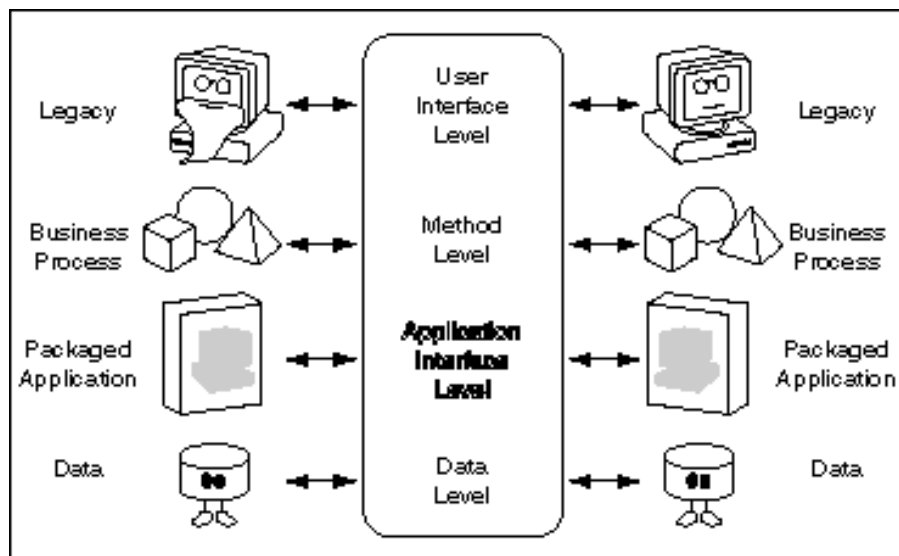 Legacy
User
Interface
Level
Legacy
Business
Process
Method
Level
Business
Process
Packaged
Application
Application
Interface
Level
Packaged
Application
Data
Data
Level
Data